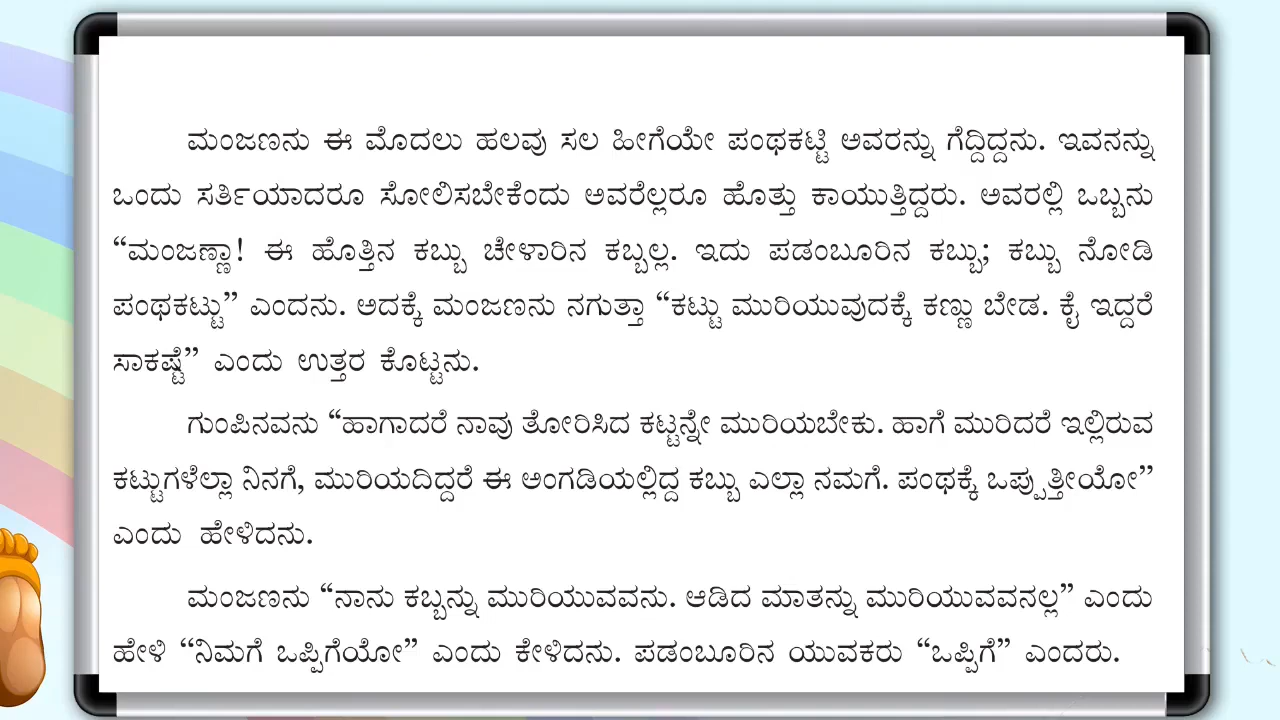 ಮಂಜಣನು ಈ ಮೊದಲು ಹಲವು ಸಲ ಹೀಗೆಯೇ ಪಂಥಕಟ್ಟಿ ಅವರನ್ನು ಗೆದ್ದಿದ್ದನು. ಇವನನ್ನು
ಒಂದು ಸರ್ತಿಯಾದರೂ ಸೋಲಿಸಬೇಕೆಂದು ಅವರೆಲ್ಲರೂ ಹೊತ್ತು ಕಾಯುತ್ತಿದ್ದರು. ಅವರಲ್ಲಿ ಒಬ್ಬನು
“ಮಂಜಣ್ಣಾ! ಈ ಹೊತ್ತಿನ ಕಬ್ಬು ಚೇಳಾರಿನ ಕಬ್ಬಲ್ಲ. ಇದು ಪಡಂಬೂರಿನ ಕಬ್ಬು; ಕಬ್ಬು ನೋಡಿ
ಪಂಥಕಟ್ಟು” ಎಂದನು. ಅದಕ್ಕೆ ಮಂಜಣನು ನಗುತ್ತಾ “ಕಟ್ಟು ಮುರಿಯುವುದಕ್ಕೆ ಕಣ್ಣು ಬೇಡ. ಕೈ ಇದ್ದರೆ
ಸಾಕಷ್ಟೆ” ಎಂದು ಉತ್ತರ ಕೊಟ್ಟನು.
ಗುಂಪಿನವನು “ಹಾಗಾದರೆ ನಾವು ತೋರಿಸಿದ ಕಟ್ಟನ್ನೇ ಮುರಿಯಬೇಕು. ಹಾಗೆ ಮುರಿದರೆ ಇಲ್ಲಿರುವ
ಕಟ್ಟುಗಳೆಲ್ಲಾ ನಿನಗೆ, ಮುರಿಯದಿದ್ದರೆ ಈ ಅಂಗಡಿಯಲ್ಲಿದ್ದ ಕಬ್ಬು ಎಲ್ಲಾ ನಮಗೆ. ಪಂಥಕ್ಕೆ ಒಪ್ಪುತ್ತೀಯೋ”
ಎಂದು ಹೇಳಿದನು.
ಮಂಜಣನು “ನಾನು ಕಬ್ಬನ್ನು ಮುರಿಯುವವನು. ಆಡಿದ ಮಾತನ್ನು ಮುರಿಯುವವನಲ್ಲ” ಎಂದು
ಹೇಳಿ “ನಿಮಗೆ ಒಪ್ಪಿಗೆಯೋ” ಎಂದು ಕೇಳಿದನು. ಪಡಂಬೂರಿನ ಯುವಕರು “ಒಪ್ಪಿಗೆ” ಎಂದರು.